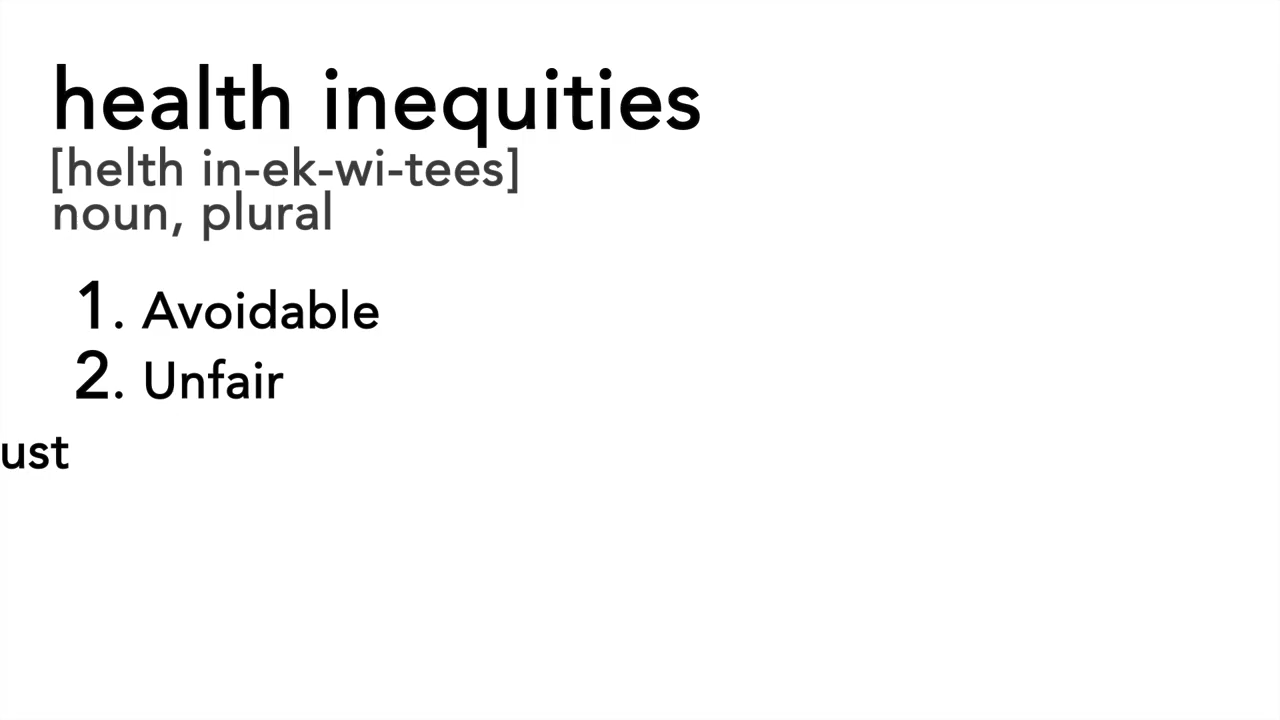 health inequities
[helth in-ek-wi-tees]
noun, plural
1. Avoidable
2. Unfair
ust